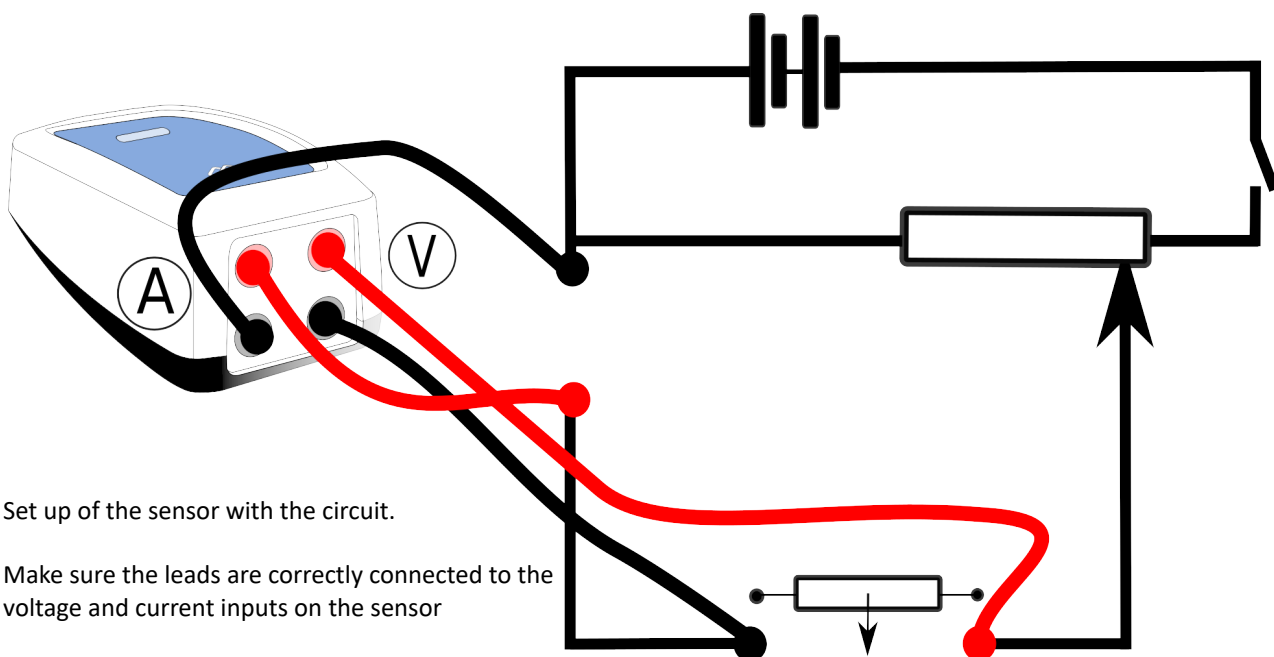 A
V
Set up of the sensor with the circuit.
Make sure the leads are correctly connected to the
voltage and current inputs on the sensor